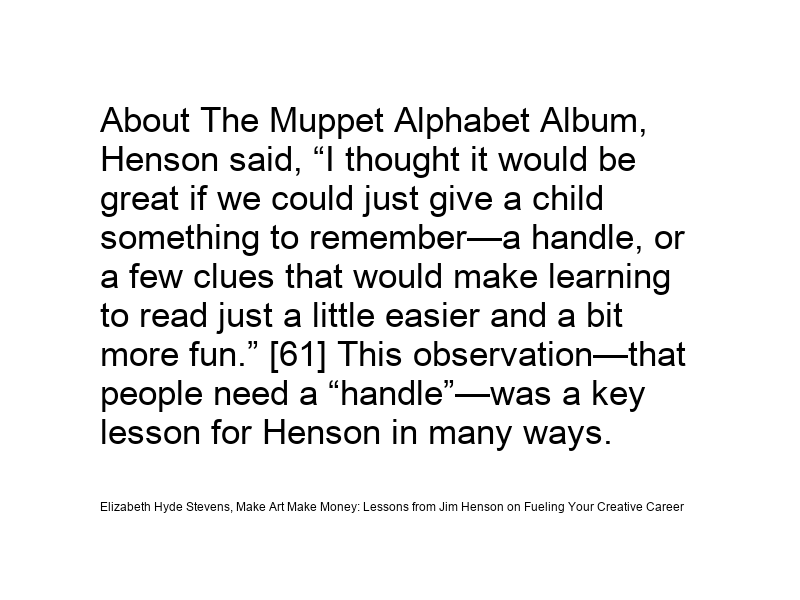 About The Muppet Alphabet Album,
Henson said, “I thought it would be
great if we could just give a child
something to remember—a handle, or
a few clues that would make learning
to read just a little easier and a bit
more fun.” [61] This observation—that
people need a “handle”—was a key
lesson for Henson in many ways.
Elizabeth Hyde Stevens, Make Art Make Money: Lessons from Jim Henson on Fueling Your Creative Career